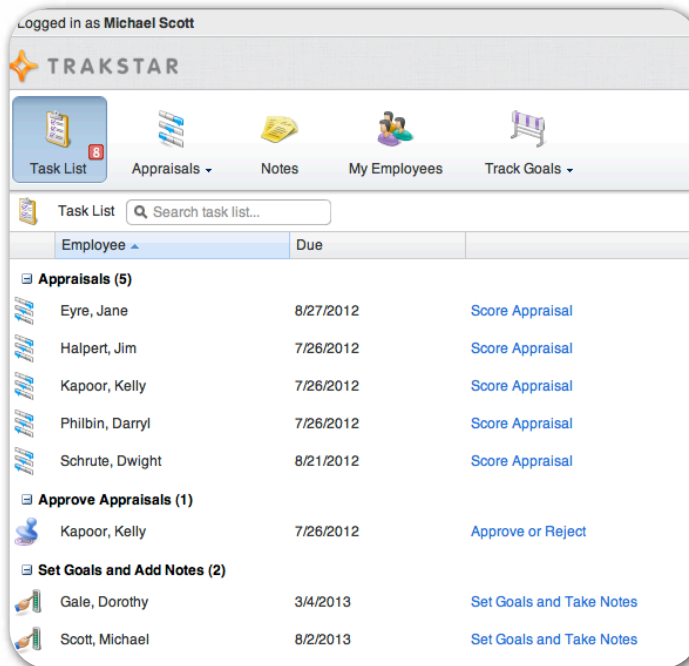 Logged in as Michael Scott
TRAKSTAR
8
Task List Appraisals Notes My Employees Track Goals
Task List Search task list...
Employee Due
Appraisals (5)
Eyre, Jane 8/27/2012 Score Appraisal
Halpert, Jim 7/26/2012 Score Appraisal
Kapoor, Kelly 7/26/2012 Score Appraisal
Philbin, Darryl 7/26/2012 Score Appraisal
Schrute, Dwight 8/21/2012 Score Appraisal
Approve Appraisals (1)
Kapoor, Kelly 7/26/2012 Approve or Reject
Set Goals and Add Notes (2)
Gale, Dorothy 3/4/2013 Set Goals and Take Notes
Scott, Michael 8/2/2013 Set Goals and Take Notes